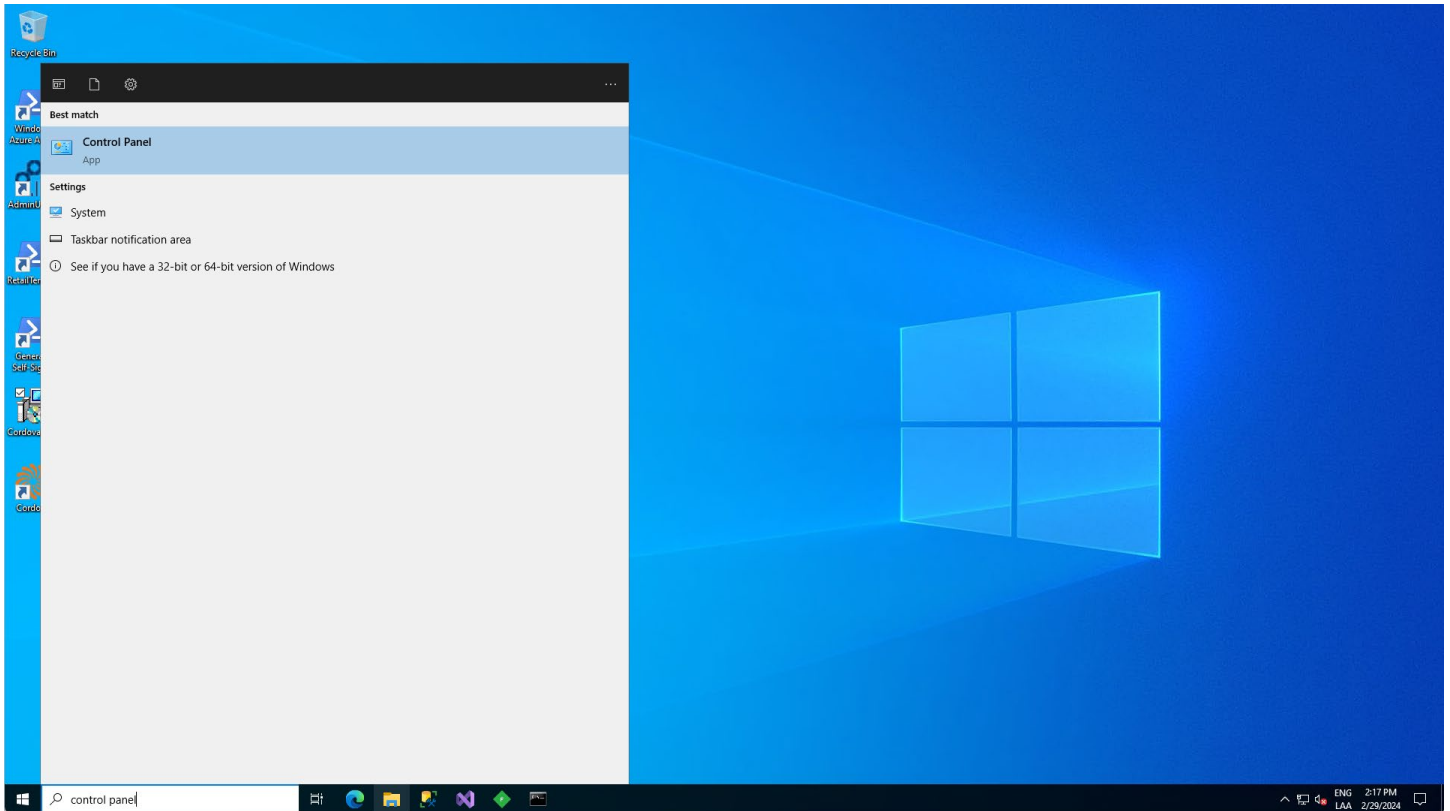 Recycle Bin
Best match
Control Panel
App
Settings
System
Taskbar notification area
See if you have a 32-bit or 64-bit version of Windows
Windo
Azure A
AdminU
RetailTer
Gener
Self-Sig
Cordova
Cordo
control panel
ENG
LAA
2:17 PM
2/29/2024